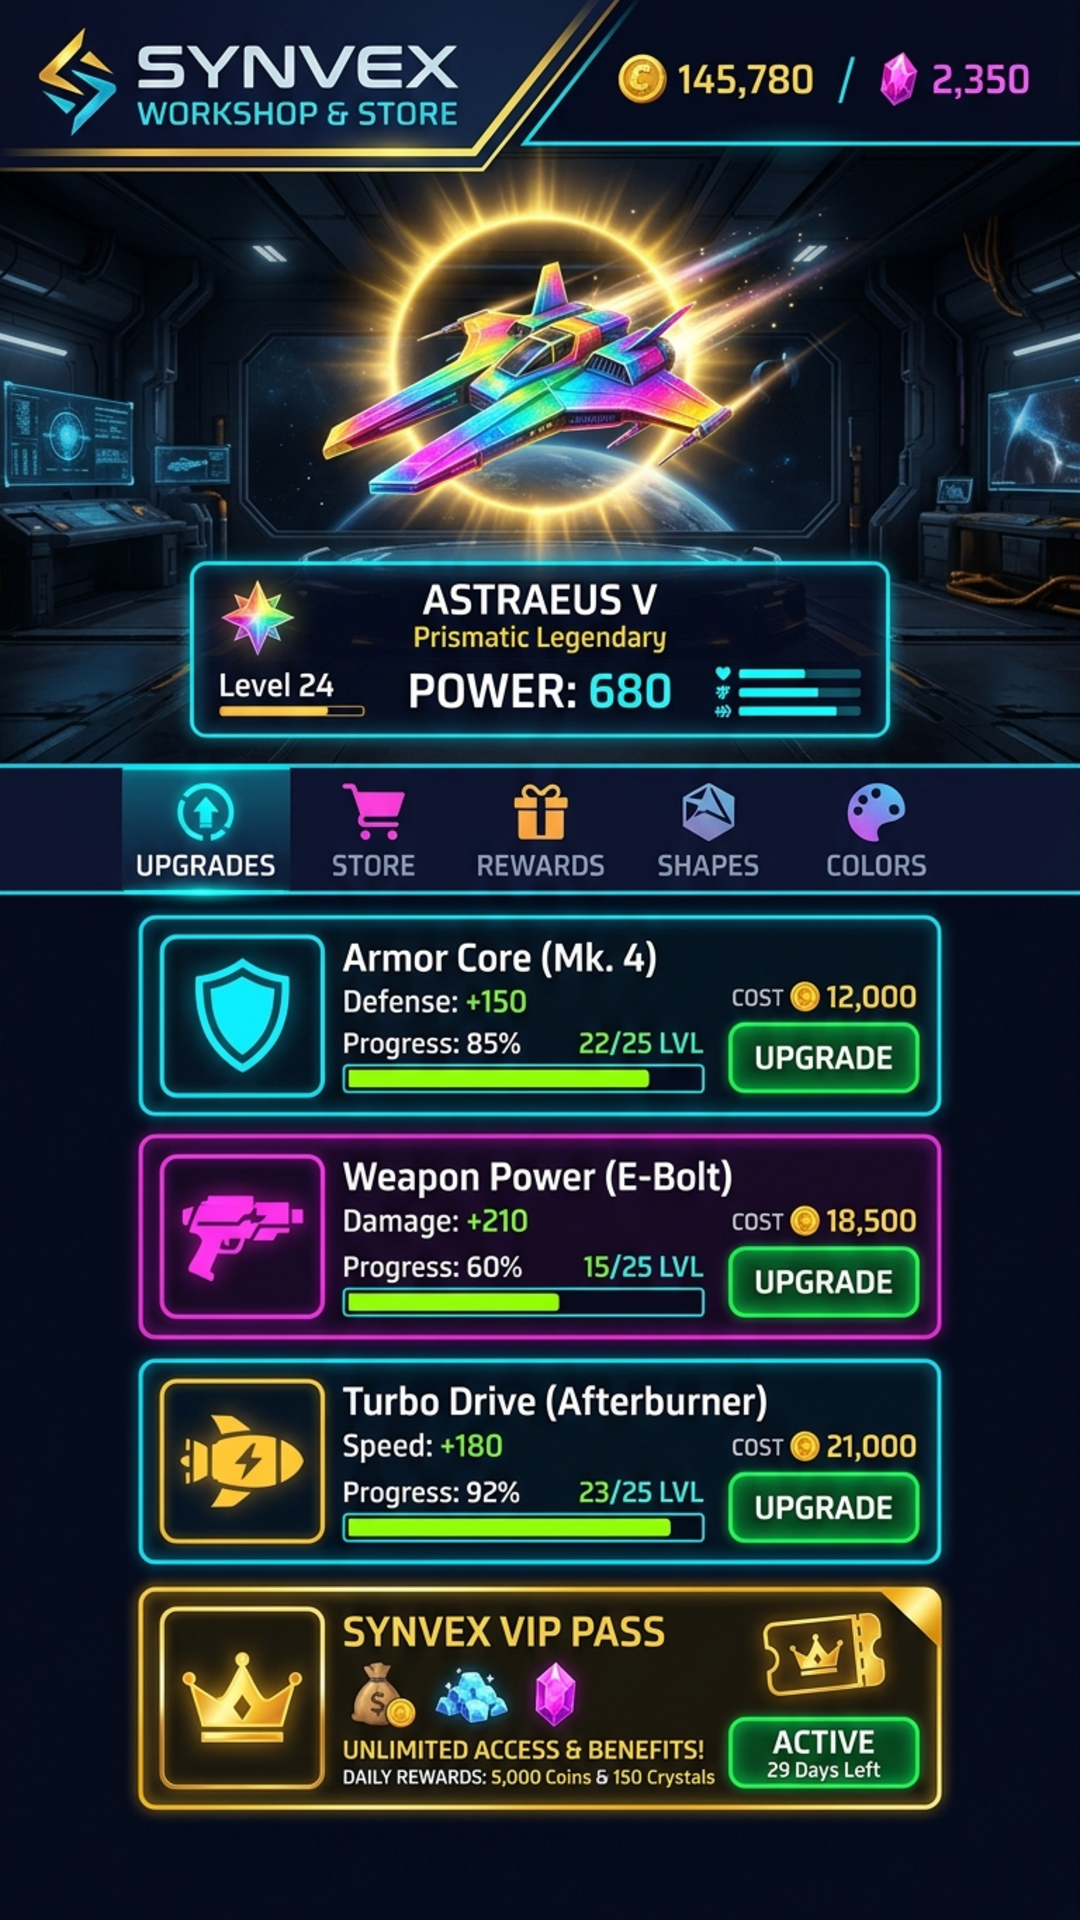 SYNVEX
WORKSHOP & STORE
145,780 / 2,350
ASTRAEUS V
Prismatic Legendary
Level 24
POWER: 680
UPGRADES
STORE
REWARDS
SHAPES
COLORS
Armor Core (Mk. 4)
Defense: +150
COST 12,000
Progress: 85% 22/25 LVL
UPGRADE
Weapon Power (E-Bolt)
Damage: +210
COST 18,500
Progress: 60% 15/25 LVL
UPGRADE
Turbo Drive (Afterburner)
Speed: +180
COST 21,000
Progress: 92% 23/25 LVL
UPGRADE
SYNVEX VIP PASS
UNLIMITED ACCESS & BENEFITS!
DAILY REWARDS: 5,000 Coins & 150 Crystals
ACTIVE
29 Days Left